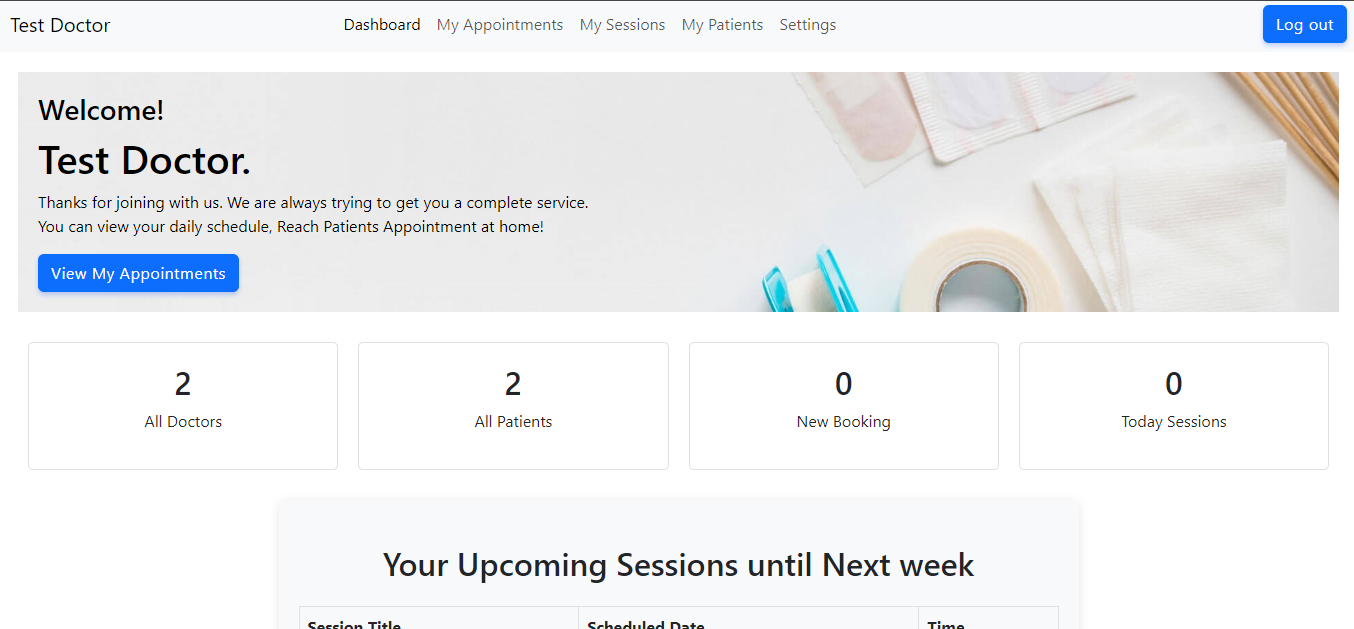 Test Doctor
Dashboard My Appointments My Sessions My Patients Settings
Log out
Welcome!
Test Doctor.
Thanks for joining with us. We are always trying to get you a complete service.
You can view your daily schedule, Reach Patients Appointment at home!
View My Appointments
2
All Doctors
2
All Patients
0
New Booking
0
Today Sessions
Your Upcoming Sessions until Next week
Session Title Scheduled Date Time